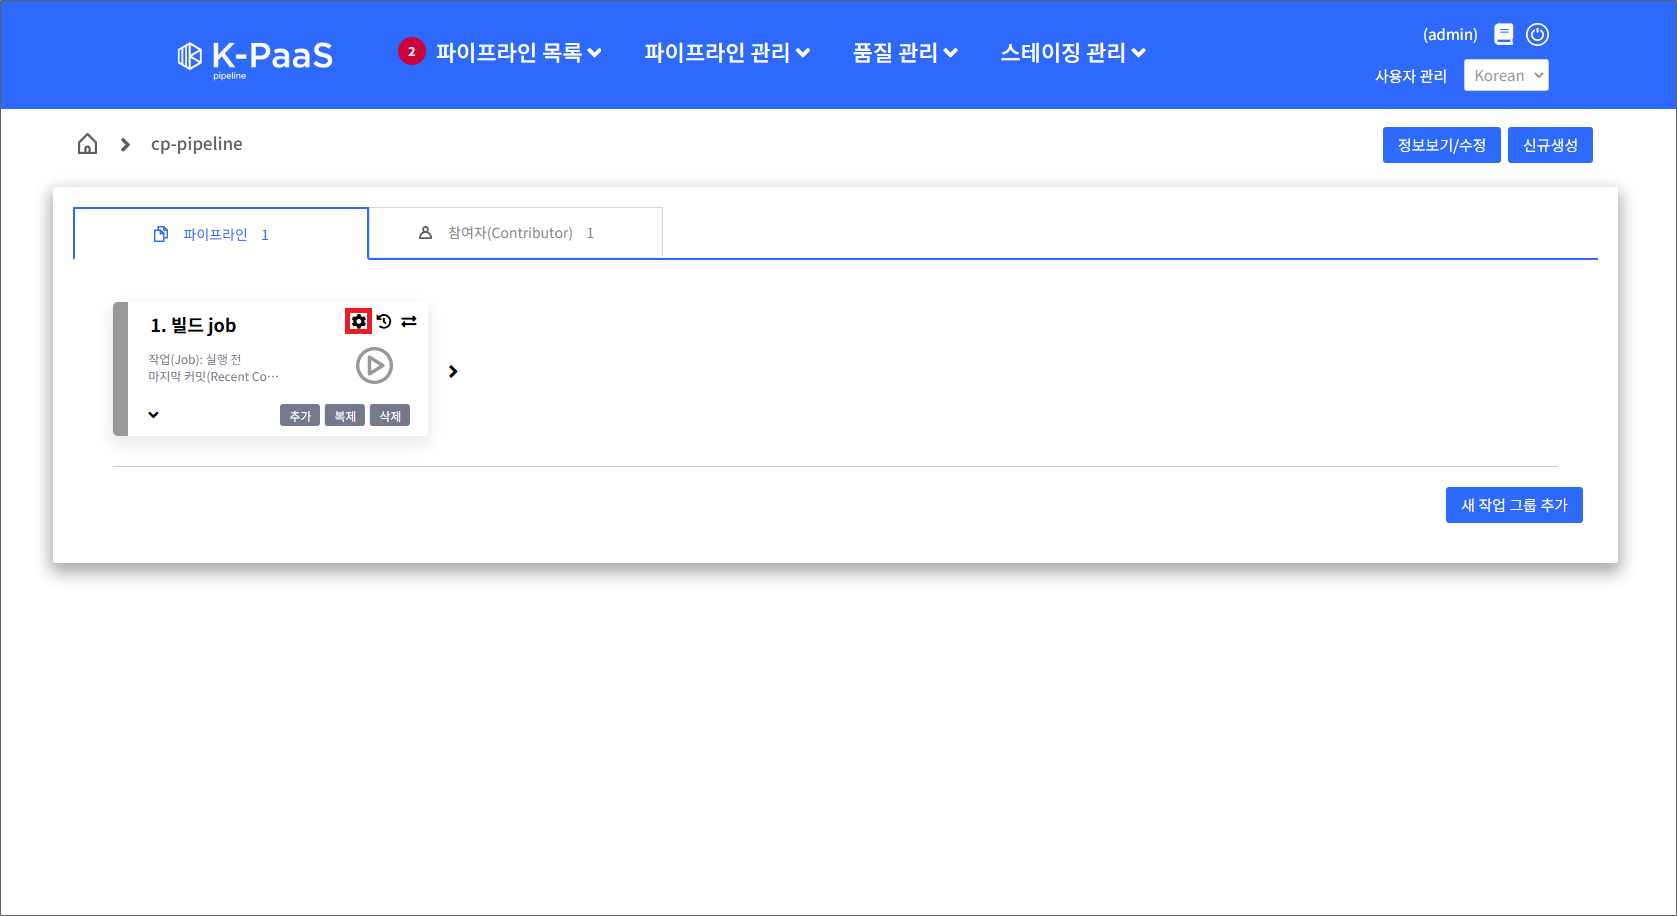 K-PaaS
pipeline
2 파이프라인 목록
파이프라인 관리
품질 관리
스테이징 관리
(admin)
사용자 관리
Korean
cp-pipeline
정보보기/수정
신규생성
파이프라인 1
참여자(Contributor) 1
1. 빌드 job
작업(Job): 실행 전
마지막 커밋(Recent Co…
추가
복제
삭제
새 작업 그룹 추가